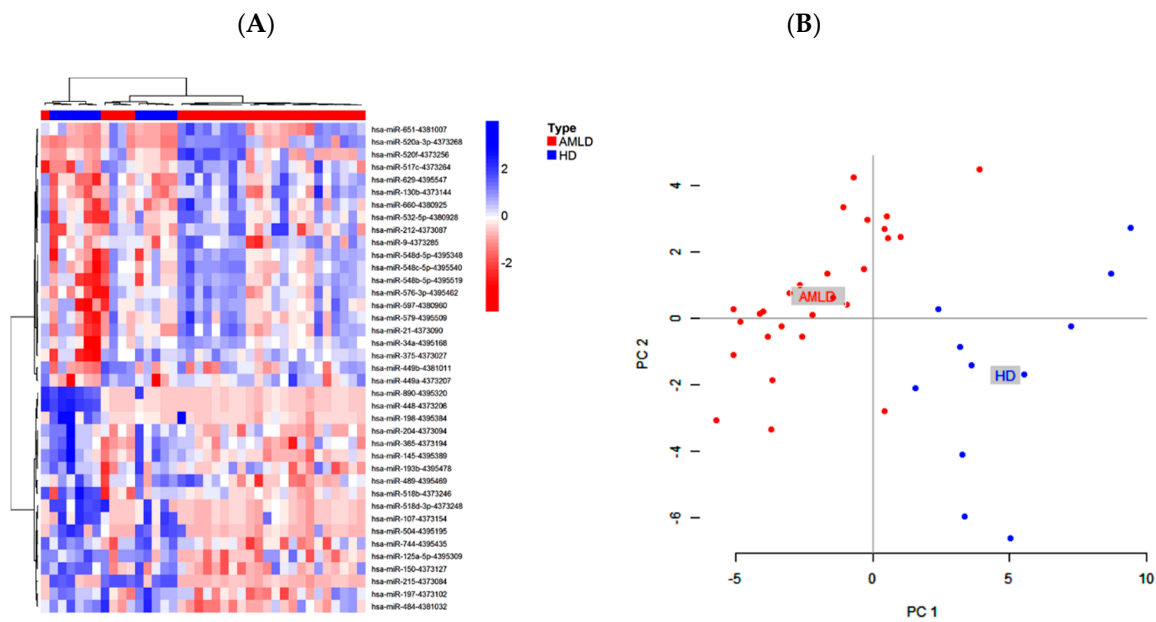 (A)
(B)
hsa-miR-651-4381007
hsa-miR-520a-3p-4373268
hsa-miR-520f-4373256
hsa-miR-517c-4373264
hsa-miR-629-4395547
hsa-miR-130b-4373144
hsa-miR-660-4380925
hsa-miR-532-5p-4380928
hsa-miR-212-4373087
hsa-miR-9-4373285
hsa-miR-548d-5p-4395348
hsa-miR-548c-5p-4395540
hsa-miR-548b-5p-4395519
hsa-miR-576-3p-4395462
hsa-miR-597-4380960
hsa-miR-579-4395509
hsa-miR-21-4373090
hsa-miR-34a-4395168
hsa-miR-375-4373027
hsa-miR-449b-4381011
hsa-miR-449a-4373207
hsa-miR-890-4395320
hsa-miR-448-4373206
hsa-miR-198-4395384
hsa-miR-204-4373094
hsa-miR-365-4373194
hsa-miR-145-4395389
hsa-miR-193b-4395478
hsa-miR-489-4395469
hsa-miR-518b-4373246
hsa-miR-518d-3p-4373248
hsa-miR-107-4373154
hsa-miR-504-4395195
hsa-miR-744-4395435
hsa-miR-125a-5p-4395309
hsa-miR-150-4373127
hsa-miR-215-4373084
hsa-miR-197-4373102
hsa-miR-484-4381032
2
0
-2
Type
AMLD
HD
4
2
0
-2
-4
-6
PC 2
AMLD
HD
-5
0
5
10
PC 1